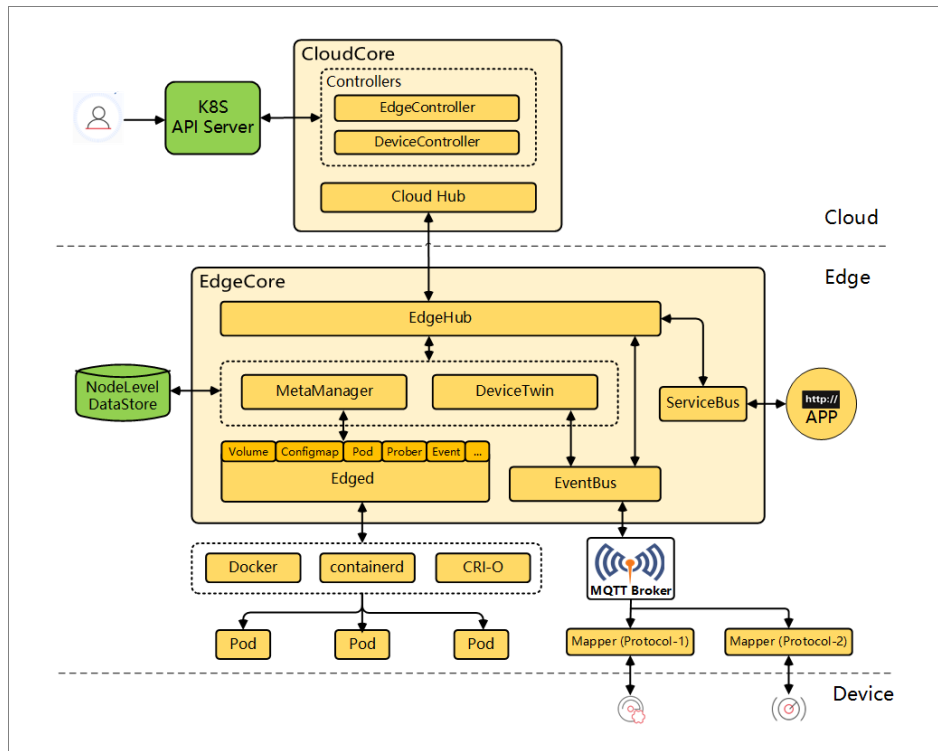 CloudCore
Controllers
EdgeController
DeviceController
Cloud Hub
K8S
API Server
Cloud
Edge
EdgeCore
EdgeHub
MetaManager
DeviceTwin
NodeLevel
DataStore
ServiceBus
http://
APP
Volume
Configmap
Pod
Prober
Event
...
Edged
EventBus
Docker
containerd
CRI-O
MQTT Broker
Pod
Pod
Pod
Mapper (Protocol-1)
Mapper (Protocol-2)
Device